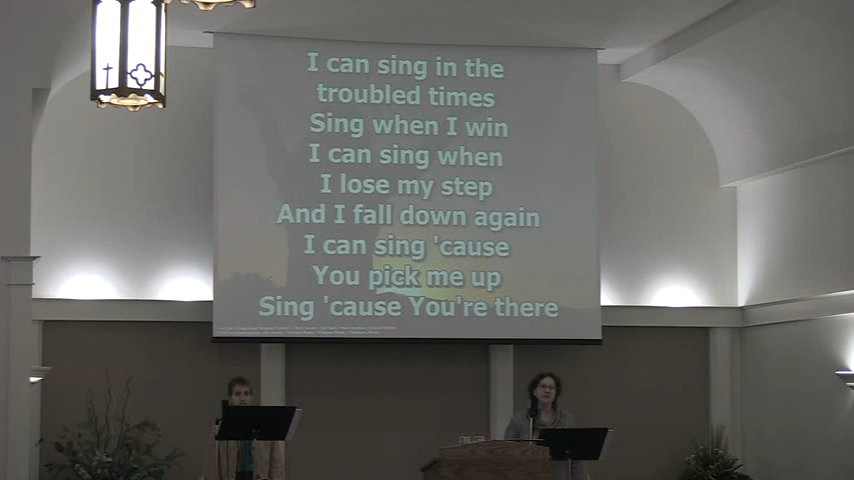 I can sing in the
troubled times
Sing when I win
I can sing when
I lose my step
And I fall down again
I can sing 'cause
You pick me up
Sing 'cause You're there